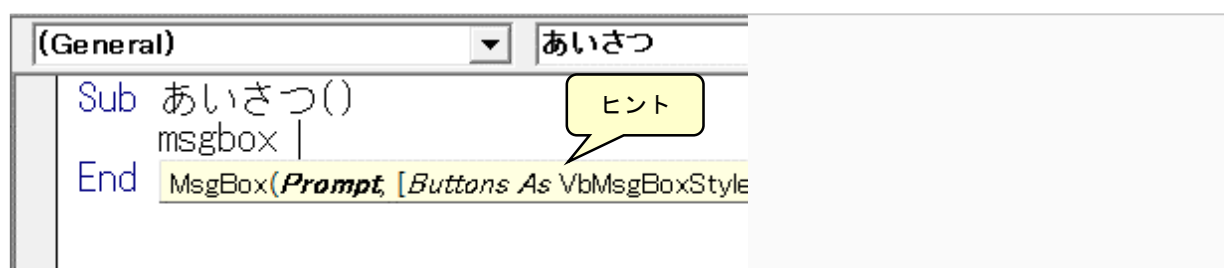 (General) あいさつ
Sub あいさつ()
ヒント
msgbox
End
MsgBox(Prompt, [Buttons As VbMsgBoxStyle